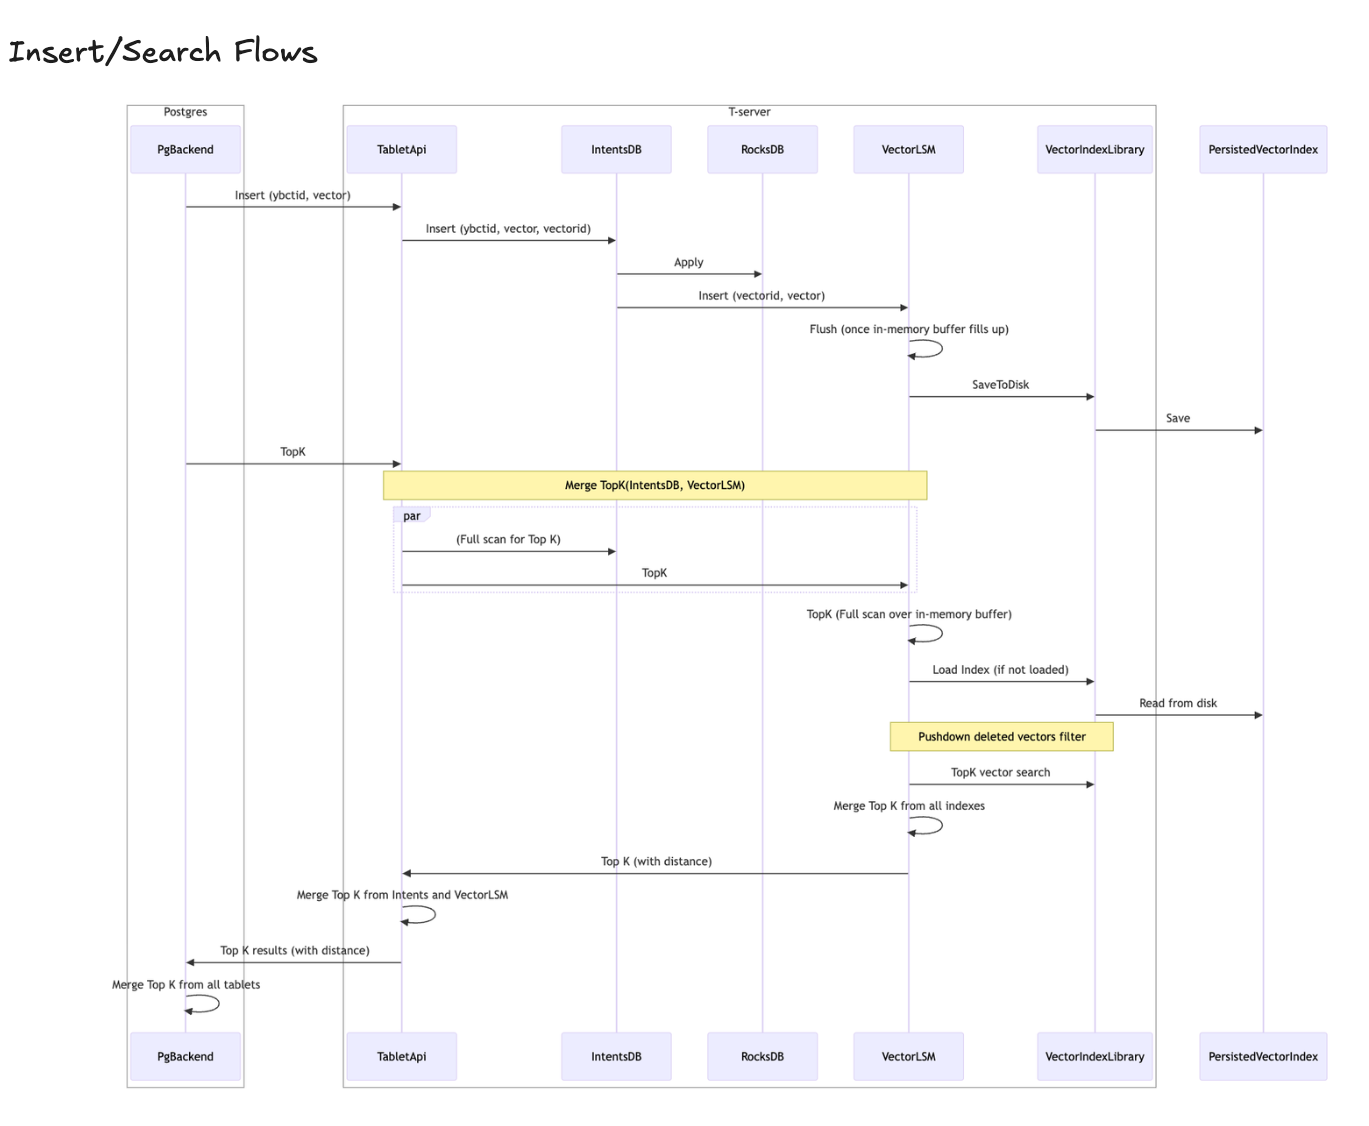 Insert/Search Flows
Postgres
T-server
PgBackend
TabletApi
IntentsDB
RocksDB
VectorLSM
VectorIndexLibrary
PersistedVectorIndex
Insert (ybctid, vector)
Insert (ybctid, vector, vectorid)
Apply
Insert (vectorid, vector)
Flush (once in-memory buffer fills up)
SaveToDisk
Save
TopK
Merge TopK(IntentsDB, VectorLSM)
par
(Full scan for Top K)
TopK
TopK (Full scan over in-memory buffer)
Load Index (if not loaded)
Read from disk
Pushdown deleted vectors filter
TopK vector search
Merge Top K from all indexes
Top K (with distance)
Merge Top K from Intents and VectorLSM
Top K results (with distance)
Merge Top K from all tablets
PgBackend
TabletApi
IntentsDB
RocksDB
VectorLSM
VectorIndexLibrary
PersistedVectorIndex